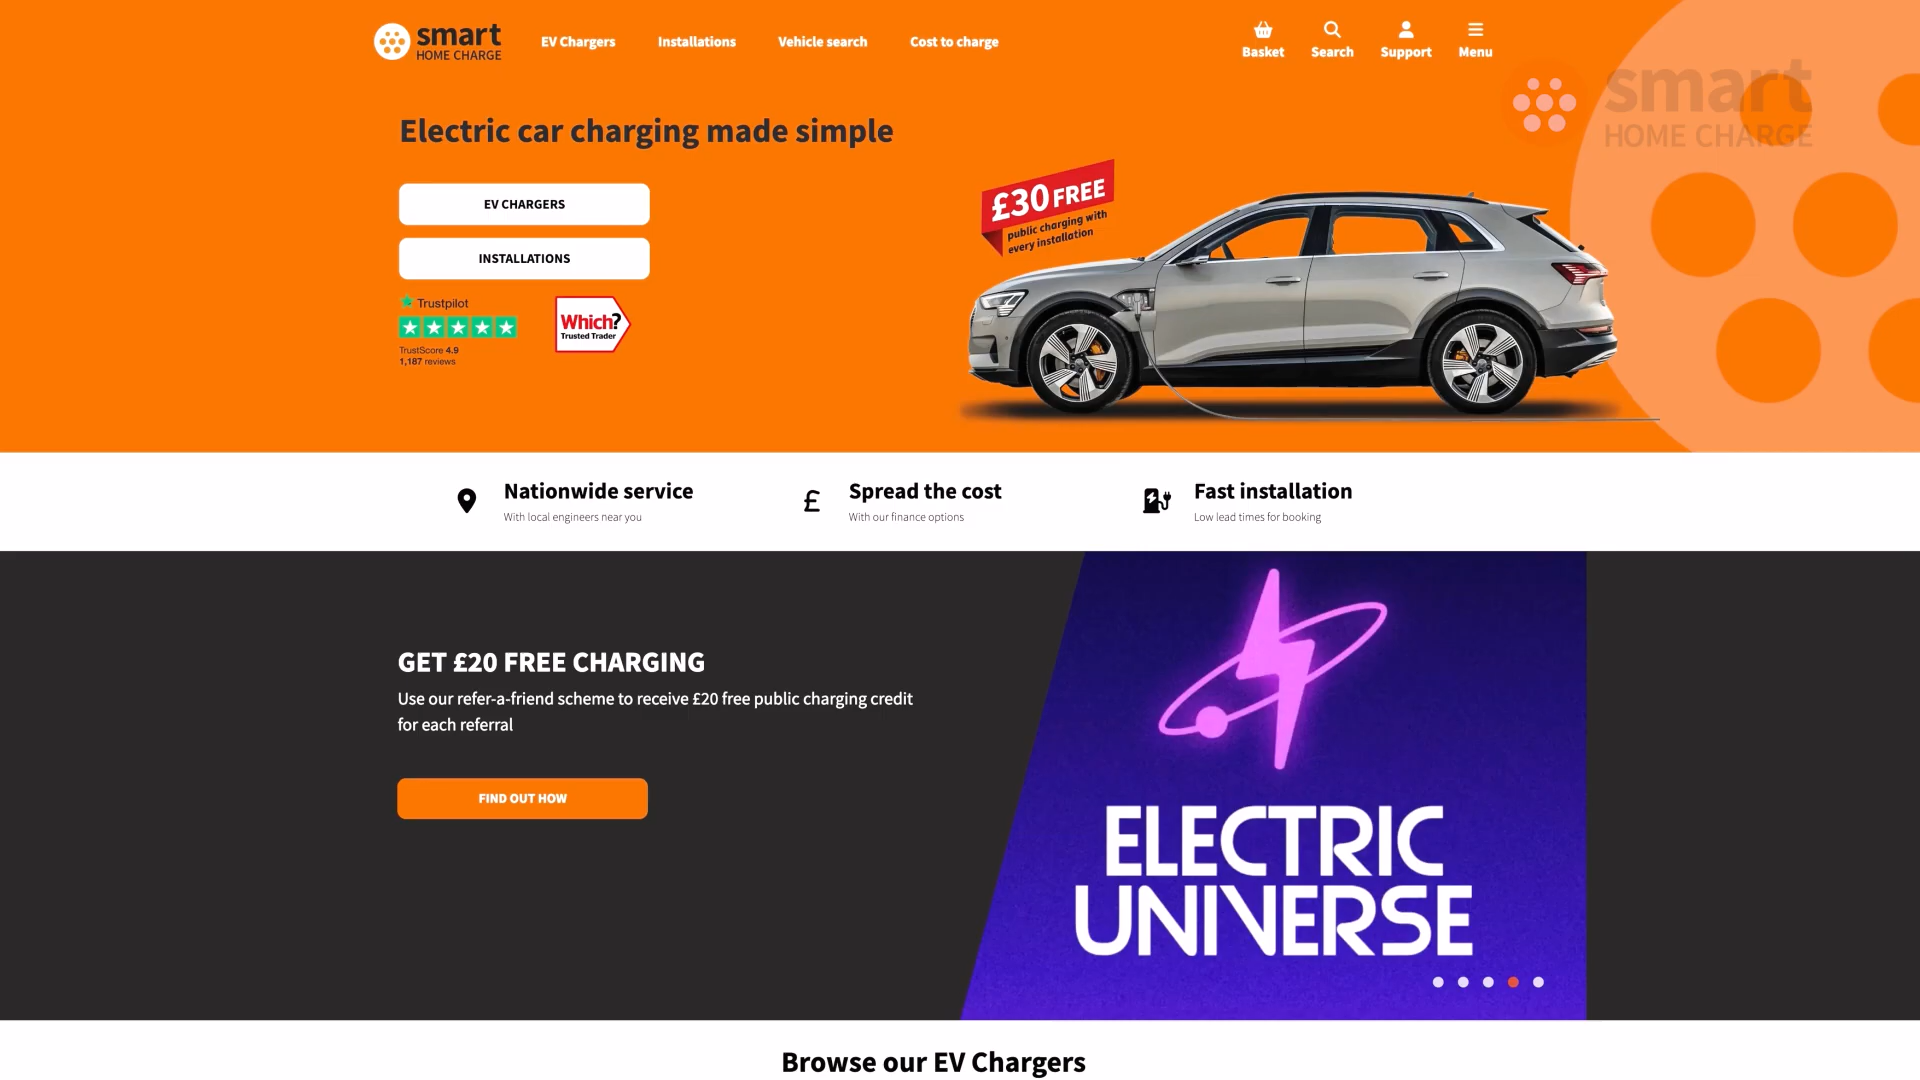 smart
HOME CHARGE
EV Chargers
Installations
Vehicle search
Cost to charge
Basket
Search
Support
Menu
smart
HOME CHARGE
Electric car charging made simple
EV CHARGERS
INSTALLATIONS
Trustpilot
TrustScore 4.9
1,187 reviews
Which?
Trusted Trader
£30 FREE
public charging with
every installation
Nationwide service
With local engineers near you
£
Spread the cost
With our finance options
Fast installation
Low lead times for booking
GET £20 FREE CHARGING
Use our refer-a-friend scheme to receive £20 free public charging credit
for each referral
FIND OUT HOW
ELECTRIC
UNIVERSE
Browse our EV Chargers